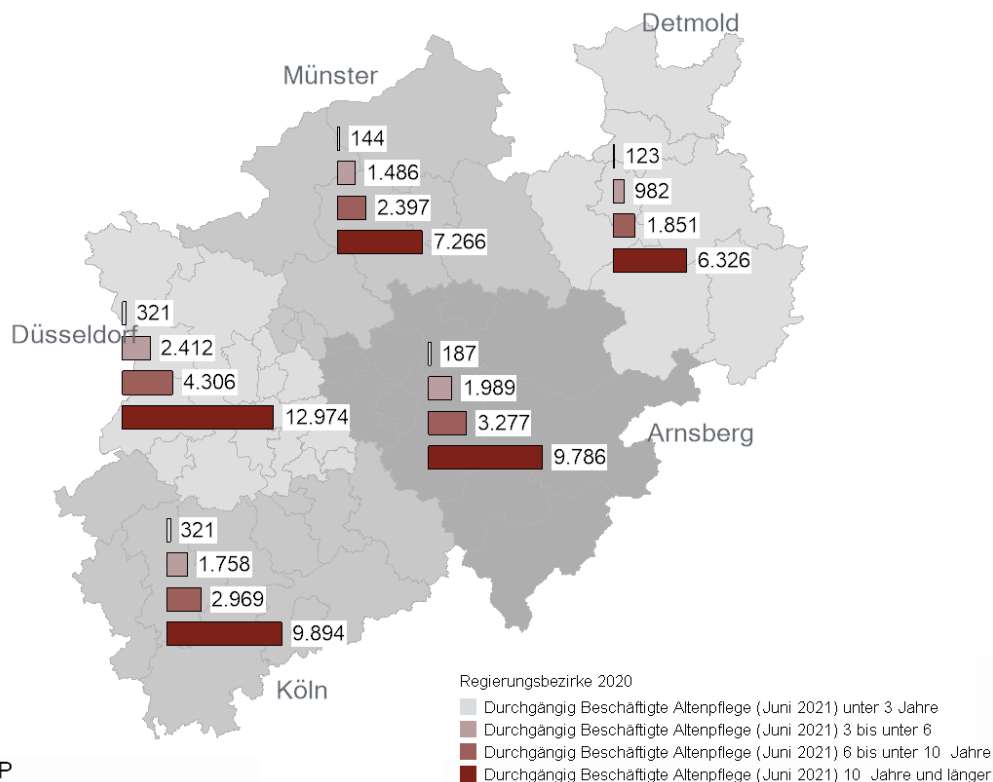 Detmold
Münster
144
1.486
2.397
7.266
123
982
1.851
6.326
Düsseldorf
321
2.412
4.306
12.974
187
1.989
3.277
9.786
Arnsberg
321
1.758
2.969
9.894
Köln
Regierungsbezirke 2020
Durchgängig Beschäftigte Altenpflege (Juni 2021) unter 3 Jahre
Durchgängig Beschäftigte Altenpflege (Juni 2021) 3 bis unter 6
Durchgängig Beschäftigte Altenpflege (Juni 2021) 6 bis unter 10 Jahre
Durchgängig Beschäftigte Altenpflege (Juni 2021) 10 Jahre und länger
P